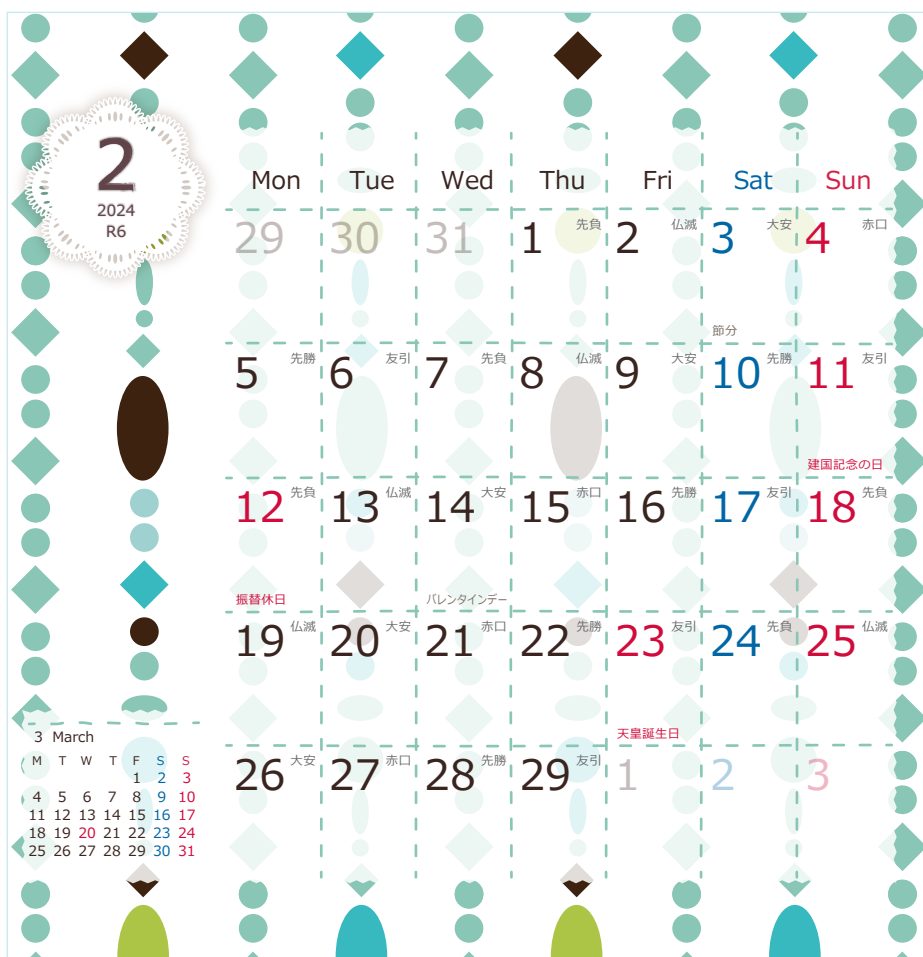 2
2024
R6
Mon Tue Wed Thu Fri Sat Sun
29 30 31 1 先負 2 仏滅 3 大安 4 赤口
節分
5 先勝 6 友引 7 先負 8 仏滅 9 大安 10 先勝 11 友引
建国記念の日
12 先負 13 仏滅 14 大安 15 赤口 16 先勝 17 友引 18 先負
振替休日 バレンタインデー
19 仏滅 20 大安 21 赤口 22 先勝 23 友引 24 先負 25 仏滅
天皇誕生日
26 大安 27 赤口 28 先勝 29 友引 1 2 3
3 March
M T W T F S S
1 2 3
4 5 6 7 8 9 10
11 12 13 14 15 16 17
18 19 20 21 22 23 24
25 26 27 28 29 30 31